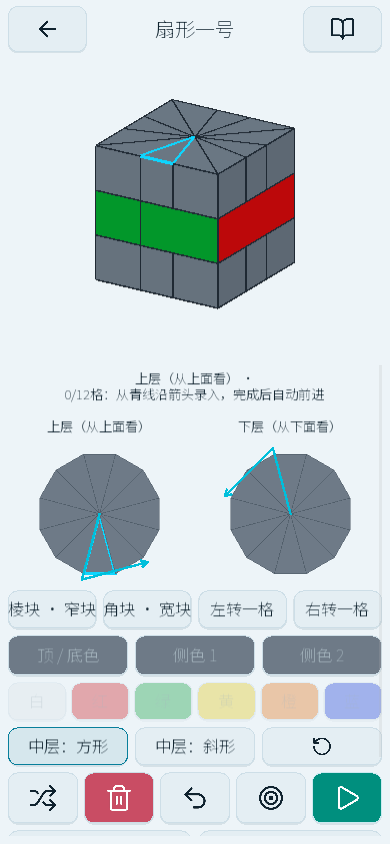 扇形一号
上层（从上面看） ·
0/12格：从青线沿箭头录入，完成后自动前进
上层（从上面看） 下层（从下面看）
棱块 · 窄块 角块 · 宽块 左转一格 右转一格
顶/底色 侧色 1 侧色 2
白 黄
中层：方形 中层：斜形